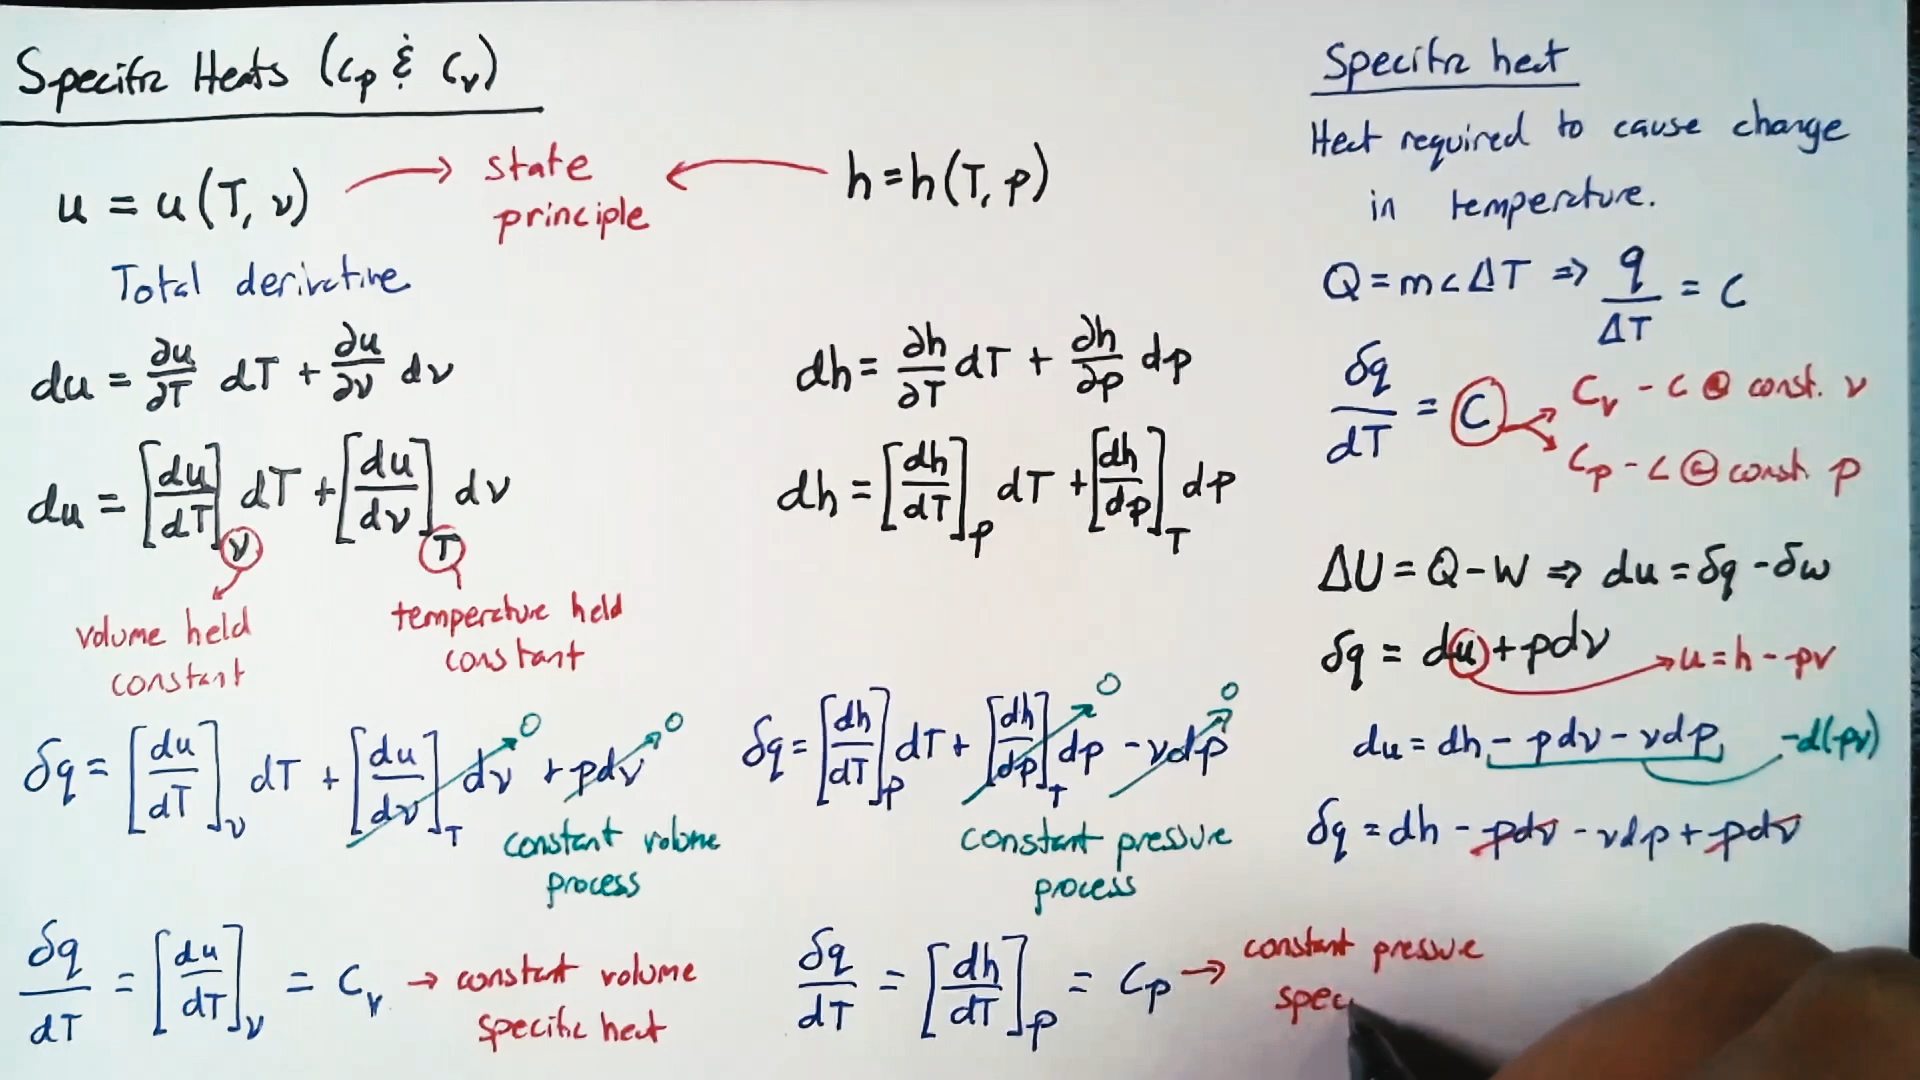 Specific Heats (Cp & Cv)
u = u(T, v) → state principle ← h = h(T, p)
Total derivative
du = ∂u/∂T dT + ∂u/∂v dv
dh = ∂h/∂T dT + ∂h/∂p dp
du = [du/dT]v dT + [du/dv]T dv
dh = [dh/dT]p dT + [dh/dp]T dp
volume held
constant
temperature held
constant
δq = [du/dT]v dT + [du/dv]T dv → 0 + pdv → 0
constant volume
process
δq = [dh/dT]p dT + [dh/dp]T dp → 0 - vdp → 0
constant pressure
process
δq/dT = [du/dT]v = Cv → constant volume
specific heat
δq/dT = [dh/dT]p = Cp → constant pressure
spec
Specific heat
Heat required to cause change
in temperature.
Q = mcΔT ⇒ q/ΔT = C
δq/dT = C
Cv - C @ const. v
Cp - C @ const. p
ΔU = Q - W ⇒ du = δq - δw
δq = du + pdv → u = h - pv
du = dh - pdv - vdp -d(pv)
δq = dh - pdv - vdp + pdv